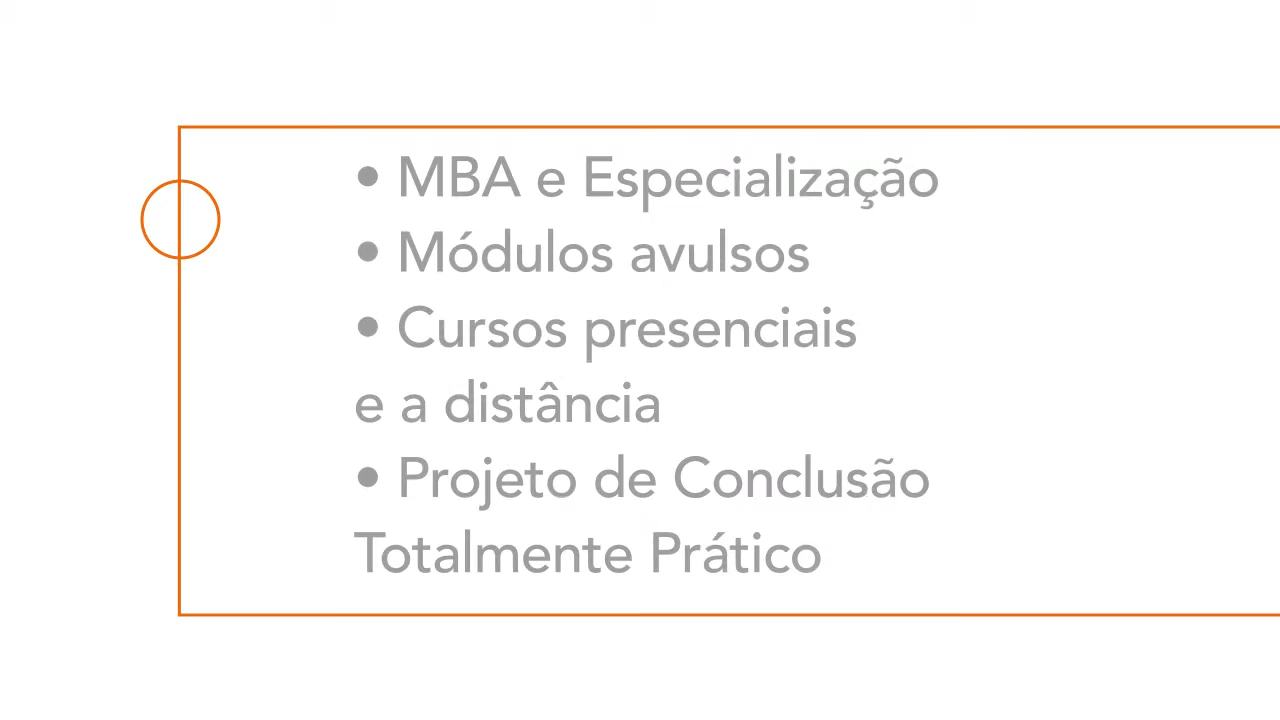 • MBA e Especialização
• Módulos avulsos
• Cursos presenciais
e a distância
• Projeto de Conclusão
Totalmente Prático